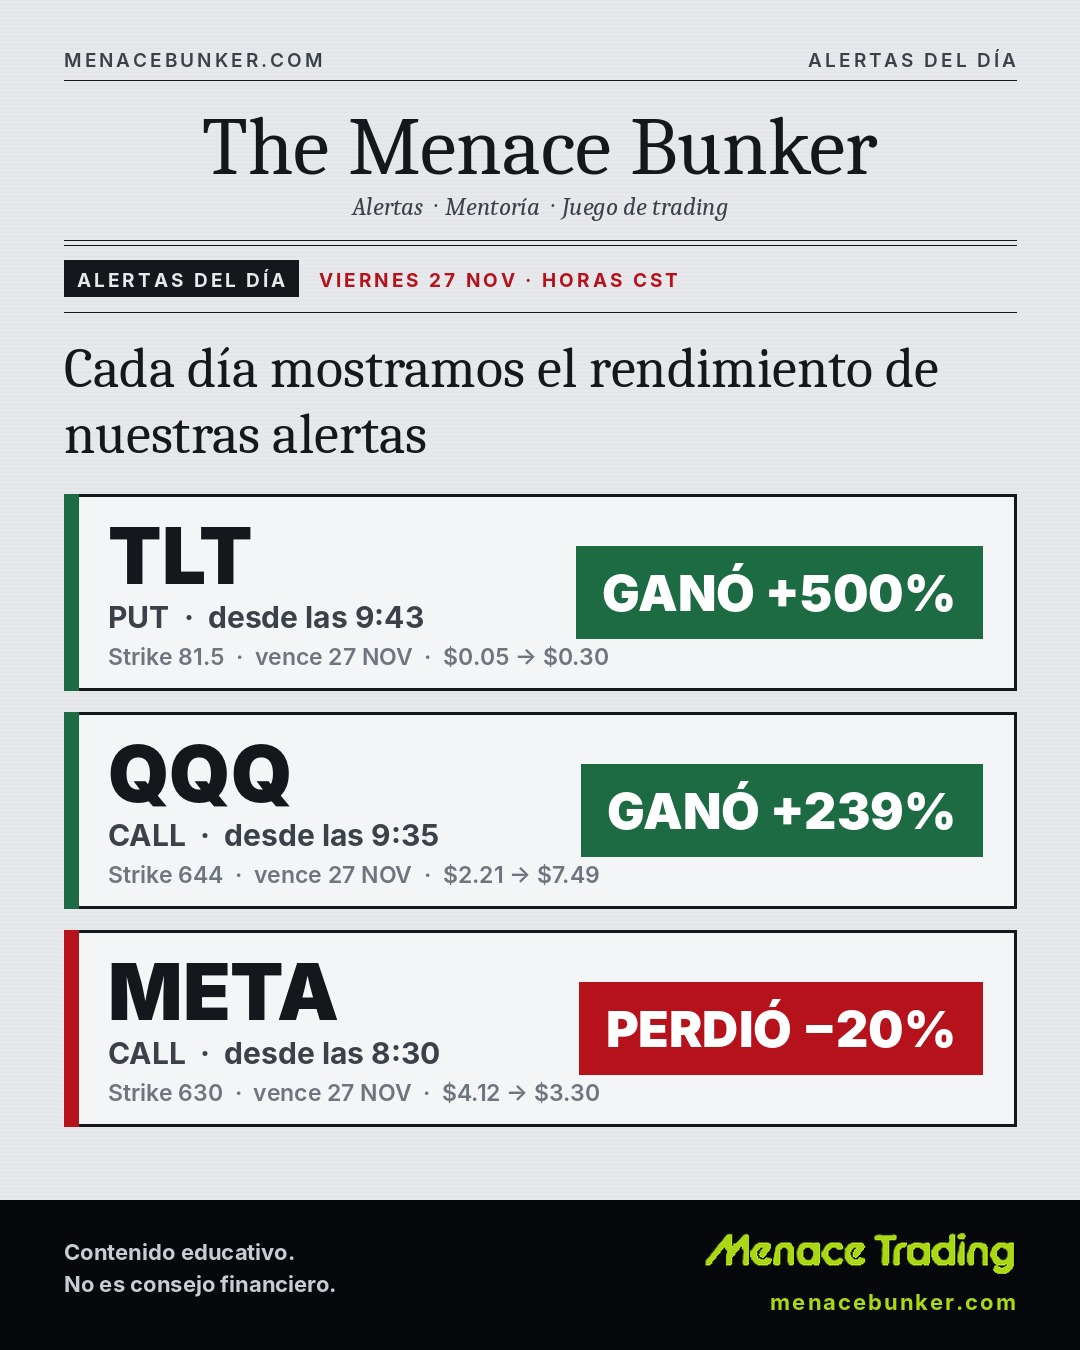 MENACEBUNKER.COM
ALERTAS DEL DÍA
The Menace Bunker
Alertas · Mentoría · Juego de trading
ALERTAS DEL DÍA
VIERNES 27 NOV · HORAS CST
Cada día mostramos el rendimiento de
nuestras alertas
TLT
GANÓ +500%
PUT · desde las 9:43
Strike 81.5 · vence 27 NOV · $0.05 → $0.30
QQQ
GANÓ +239%
CALL · desde las 9:35
Strike 644 · vence 27 NOV · $2.21 → $7.49
META
PERDIÓ −20%
CALL · desde las 8:30
Strike 630 · vence 27 NOV · $4.12 → $3.30
Contenido educativo.
No es consejo financiero.
Menace Trading
menacebunker.com